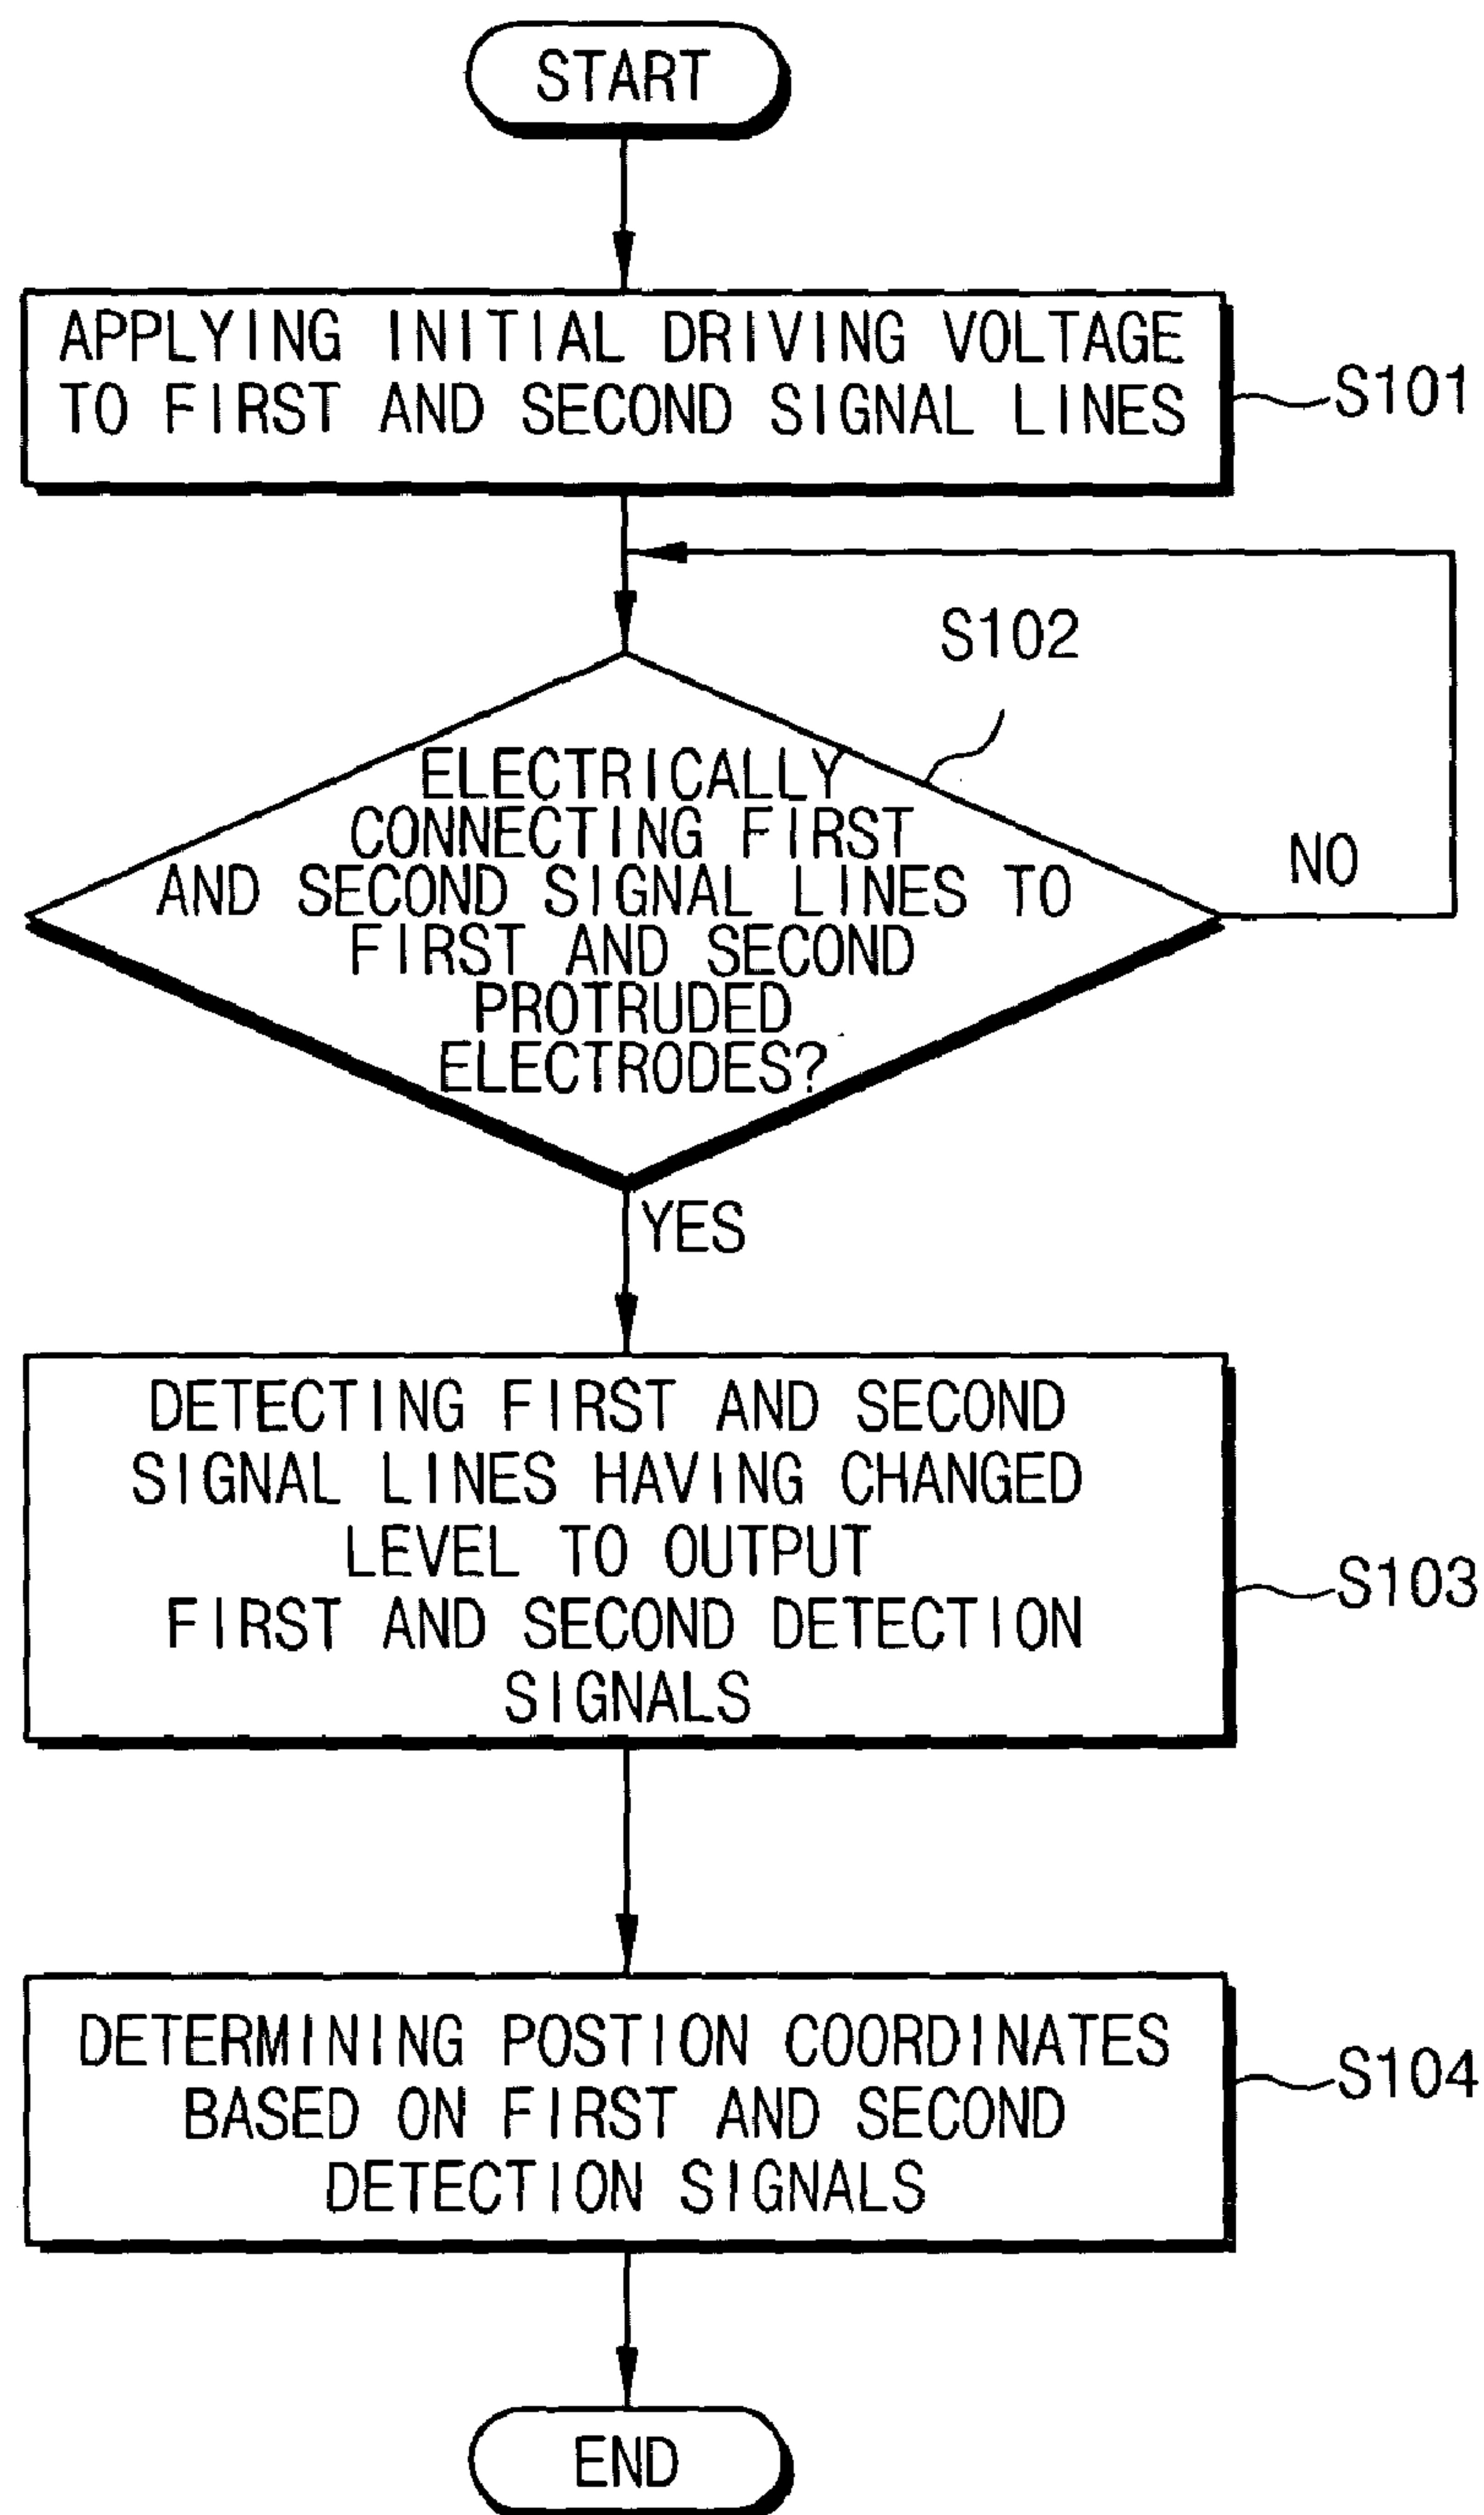 START
APPLYING INITIAL DRIVING VOLTAGE
TO FIRST AND SECOND SIGNAL LINES
S101
S102
ELECTRICALLY
CONNECTING FIRST
AND SECOND SIGNAL LINES TO
FIRST AND SECOND
PROTRUDED
ELECTRODES?
NO
YES
DETECTING FIRST AND SECOND
SIGNAL LINES HAVING CHANGED
LEVEL TO OUTPUT
FIRST AND SECOND DETECTION
SIGNALS
S103
DETERMINING POSTION COORDINATES
BASED ON FIRST AND SECOND
DETECTION SIGNALS
S104
END